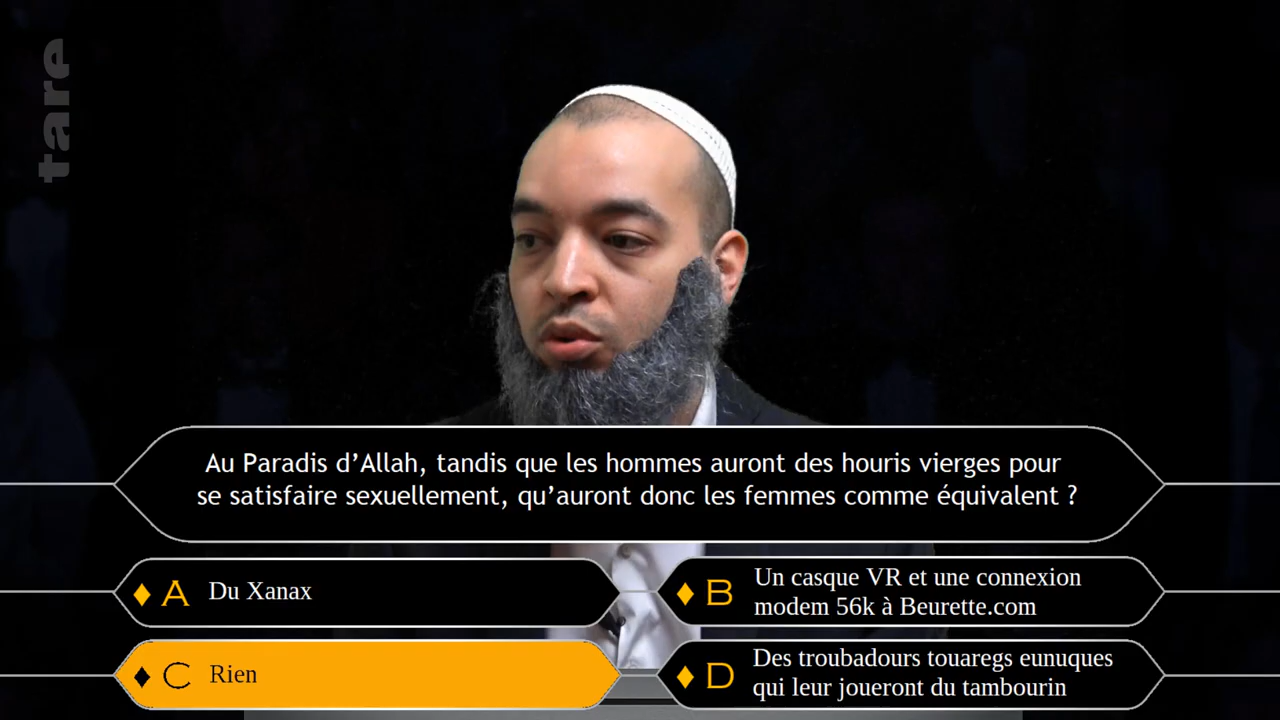 tare
Au Paradis d’Allah, tandis que les hommes auront des houris vierges pour
se satisfaire sexuellement, qu’auront donc les femmes comme équivalent ?
A Du Xanax
B Un casque VR et une connexion
modem 56k à Beurette.com
C Rien
D Des troubadours touaregs eunuques
qui leur joueront du tambourin